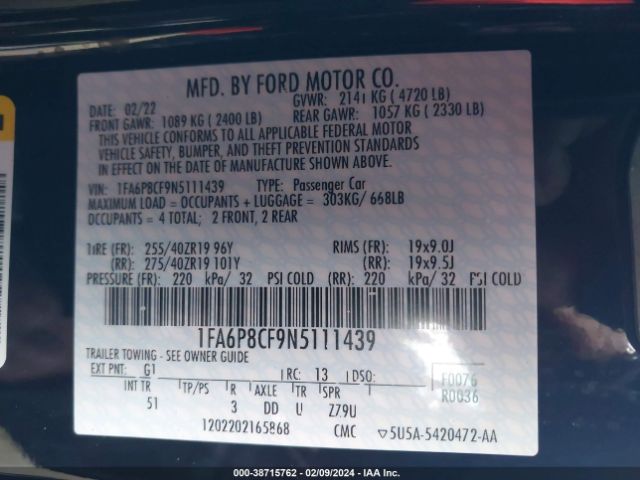 MFD. BY FORD MOTOR CO.
DATE: 02/22 GVWR: 2141 KG ( 4720 LB)
FRONT GAWR: 1089 KG ( 2400 LB) REAR GAWR: 1057 KG ( 2330 LB)
THIS VEHICLE CONFORMS TO ALL APPLICABLE FEDERAL MOTOR
VEHICLE SAFETY, BUMPER, AND THEFT PREVENTION STANDARDS
IN EFFECT ON THE DATE OF MANUFACTURE SHOWN ABOVE.
VIN: 1FA6P8CF9N5111439 TYPE: Passenger Car
MAXIMUM LOAD = OCCUPANTS + LUGGAGE = 303KG/ 668LB
OCCUPANTS = 4 TOTAL; 2 FRONT, 2 REAR
TIRE (FR): 255/40ZR19 96Y RIMS (FR): 19x9.0J
(RR): 275/40ZR19 101Y (RR): 19x9.5J
PRESSURE (FR): 220 kPa/ 32 PSI COLD (RR): 220 kPa/ 32 PSI COLD
1FA6P8CF9N5111439
TRAILER TOWING - SEE OWNER GUIDE
EXT PNT: G1 RC: 13 DSO: F0076
R0036
INT TR TP/PS R AXLE TR SPR
51 3 DD U Z79U
1202202165868 CMC 5U5A-5420472-AA
000-38715762 - 02/09/2024 - IAA Inc.